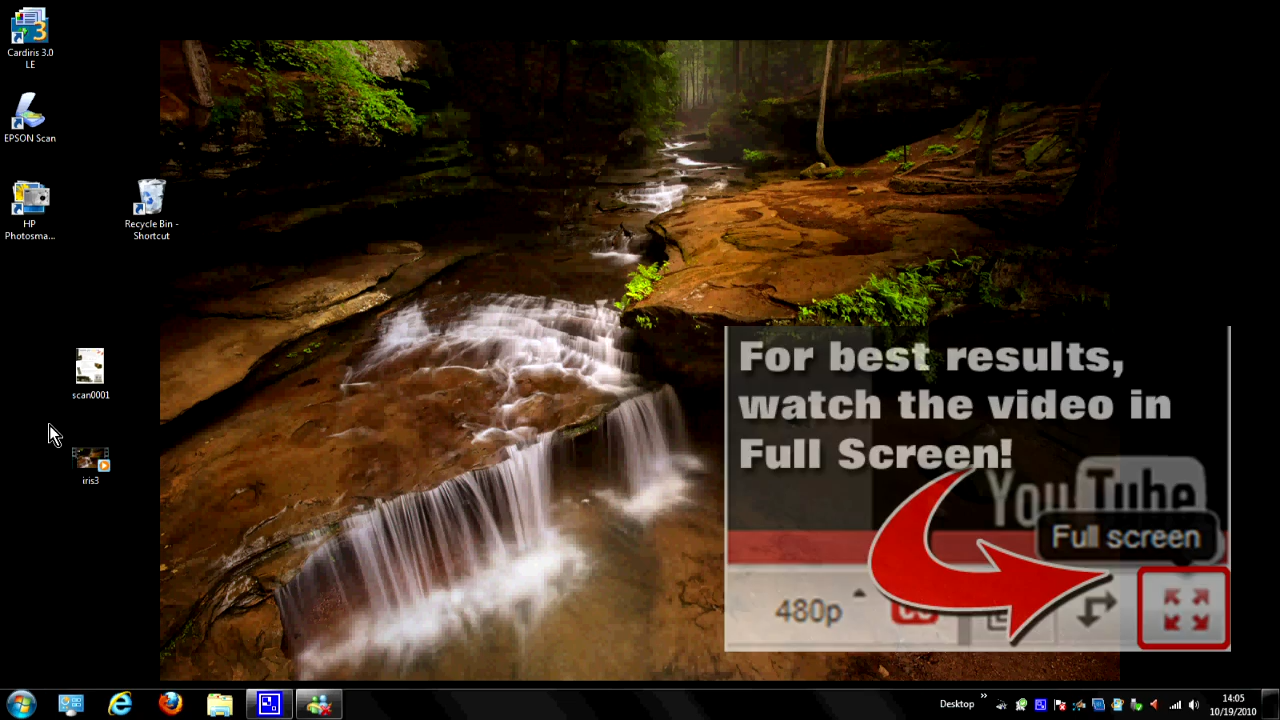 Cardiris 3.0
LE
EPSON Scan
HP
Photosma...
Recycle Bin -
Shortcut
scan0001
iris3
For best results,
watch the video in
Full Screen!
YouTube
Full screen
480p
CC
Desktop
14:05
10/19/2010